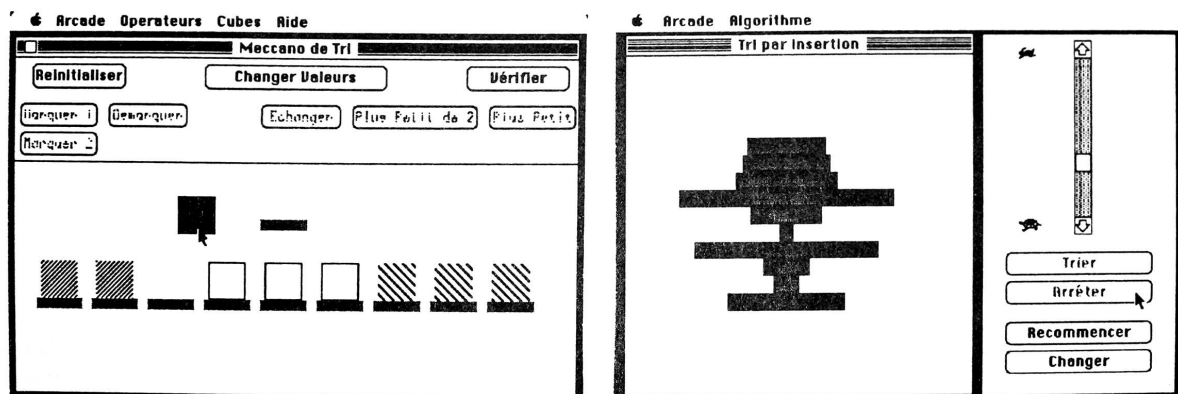 Arcade Operateurs Cubes Aide
Meccano de Tri
Reinitialiser Changer Valeurs Vérifier
Marquer 1 Demarquer Echanger Plus Petit de 2 Plus Petit
Marquer 2
Arcade Algorithme
Tri par Insertion
Trier
Arrêter
Recommencer
Changer